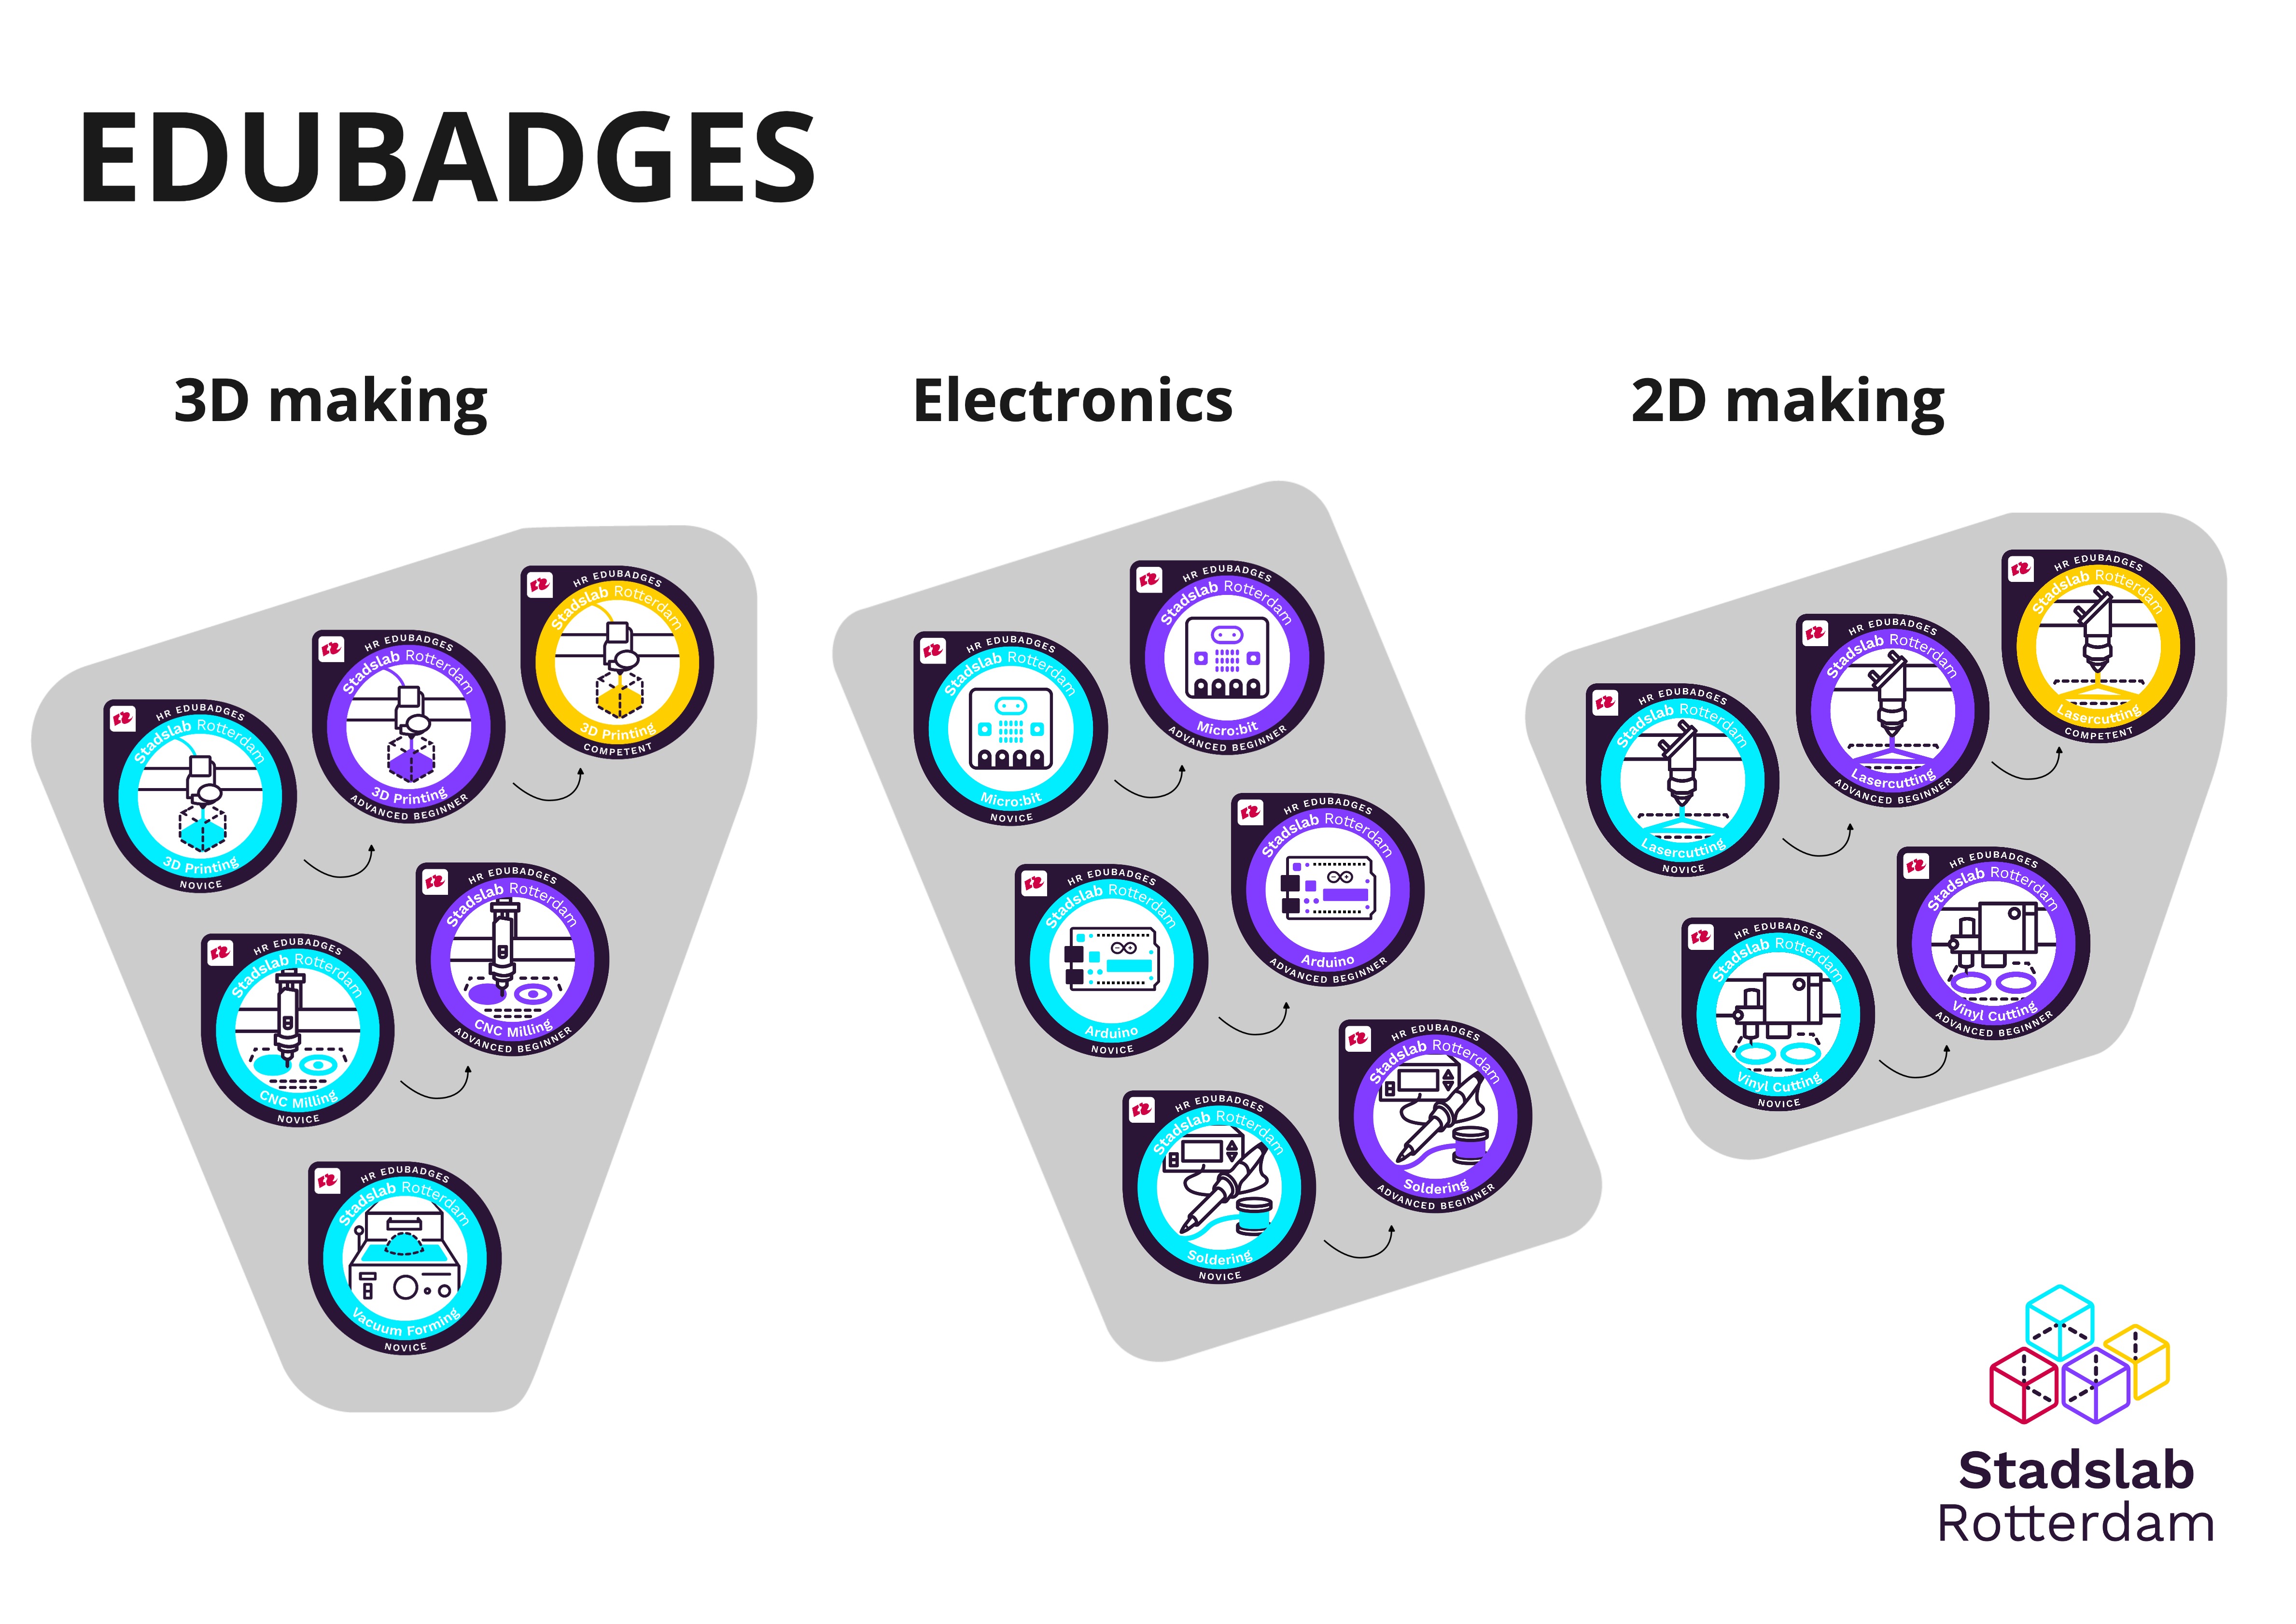 EDUBADGES
3D making
HR EDUBADGES
Stadslab Rotterdam
3D Printing
NOVICE
HR EDUBADGES
Stadslab Rotterdam
3D Printing
ADVANCED BEGINNER
HR EDUBADGES
Stadslab Rotterdam
3D Printing
COMPETENT
HR EDUBADGES
Stadslab Rotterdam
CNC Milling
NOVICE
HR EDUBADGES
Stadslab Rotterdam
CNC Milling
ADVANCED BEGINNER
HR EDUBADGES
Stadslab Rotterdam
Vacuum Forming
NOVICE
Electronics
HR EDUBADGES
Stadslab Rotterdam
Micro:bit
NOVICE
HR EDUBADGES
Stadslab Rotterdam
Micro:bit
ADVANCED BEGINNER
HR EDUBADGES
Stadslab Rotterdam
Arduino
NOVICE
HR EDUBADGES
Stadslab Rotterdam
Arduino
ADVANCED BEGINNER
HR EDUBADGES
Stadslab Rotterdam
Soldering
NOVICE
HR EDUBADGES
Stadslab Rotterdam
Soldering
ADVANCED BEGINNER
2D making
HR EDUBADGES
Stadslab Rotterdam
Lasercutting
NOVICE
HR EDUBADGES
Stadslab Rotterdam
Lasercutting
ADVANCED BEGINNER
HR EDUBADGES
Stadslab Rotterdam
Lasercutting
COMPETENT
HR EDUBADGES
Stadslab Rotterdam
Vinyl Cutting
NOVICE
HR EDUBADGES
Stadslab Rotterdam
Vinyl Cutting
ADVANCED BEGINNER
Stadslab
Rotterdam